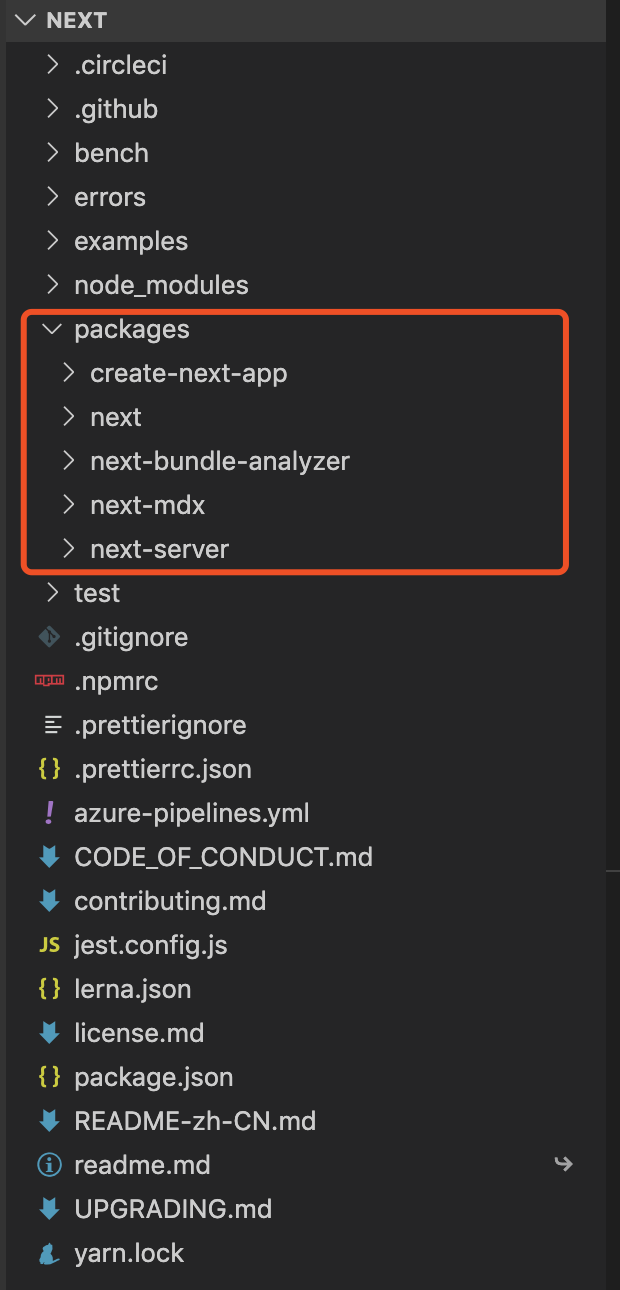 NEXT
.circleci
.github
bench
errors
examples
node_modules
packages
create-next-app
next
next-bundle-analyzer
next-mdx
next-server
test
.gitignore
.npmrc
.prettierignore
{} .prettierrc.json
! azure-pipelines.yml
CODE_OF_CONDUCT.md
contributing.md
JS jest.config.js
{} lerna.json
license.md
{} package.json
README-zh-CN.md
readme.md
UPGRADING.md
yarn.lock